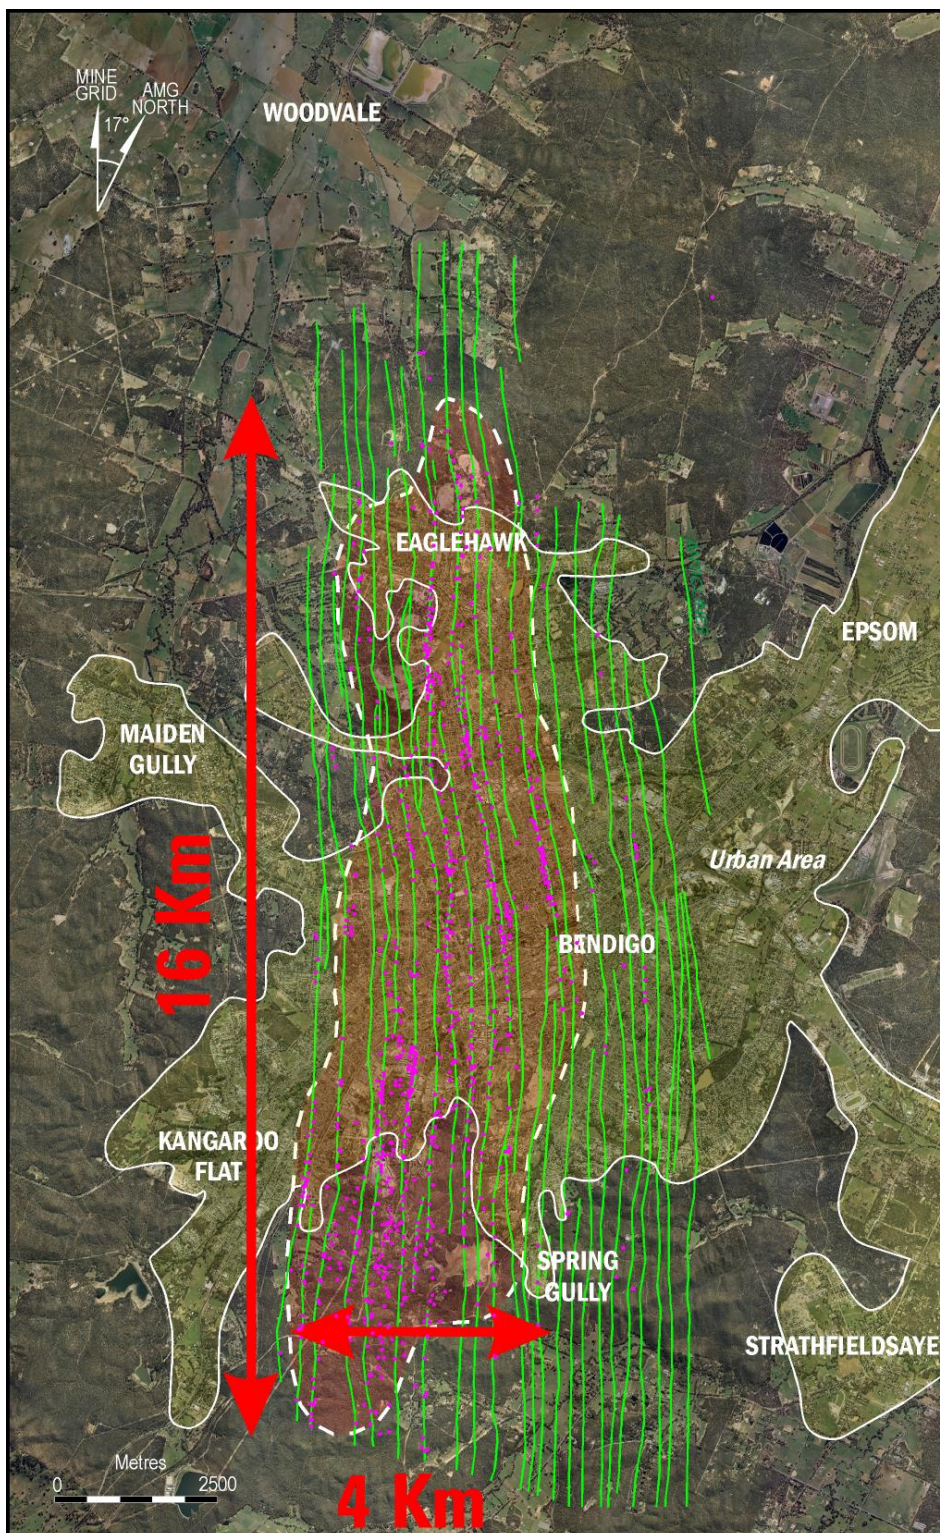 MINE
GRID
AMG
NORTH
17°
WOODVALE
EAGLEHAWK
EPSOM
MAIDEN
GULLY
Urban Area
16 Km
BENDIGO
KANGAROO
FLAT
SPRING
GULLY
STRATHFIELDSAYE
Metres
0 2500
4 Km